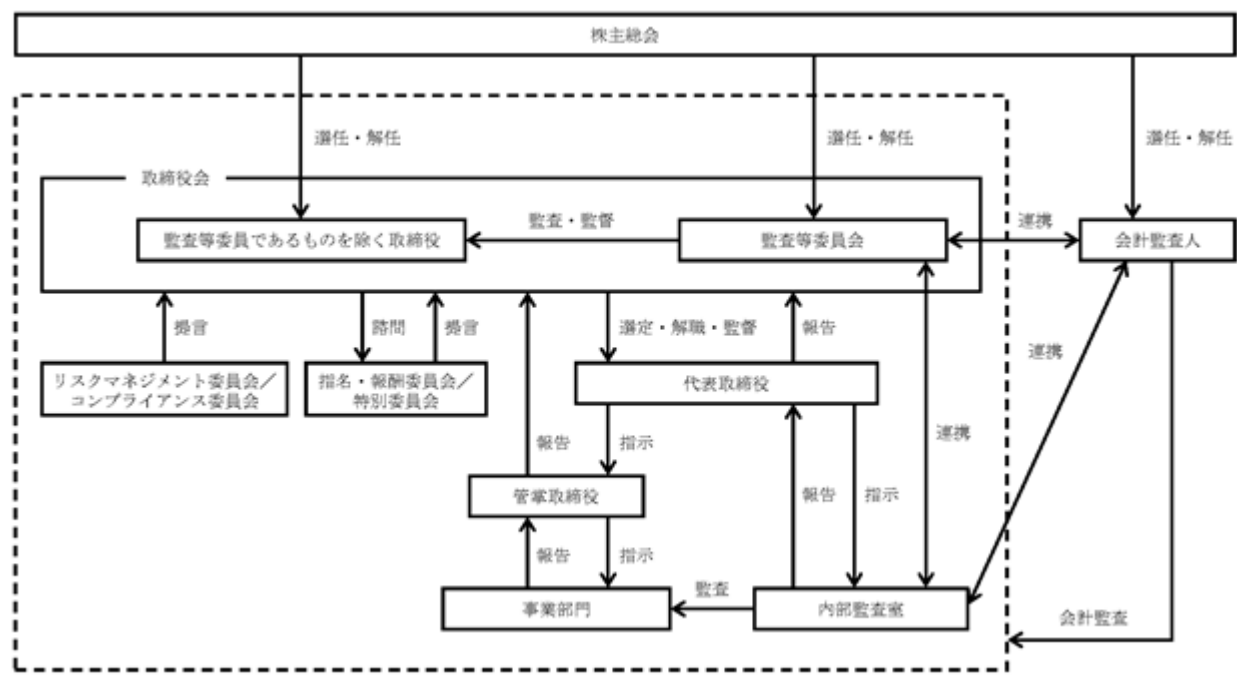 株主総会
選任・解任
選任・解任
選任・解任
取締役会
監査等委員であるものを除く取締役
監査・監督
監査等委員会
連携
会計監査人
提言
諮問
提言
選定・解職・監督
報告
連携
リスクマネジメント委員会／
コンプライアンス委員会
指名・報酬委員会／
特別委員会
代表取締役
報告
指示
連携
管掌取締役
報告
指示
報告
指示
監査
事業部門
内部監査室
会計監査